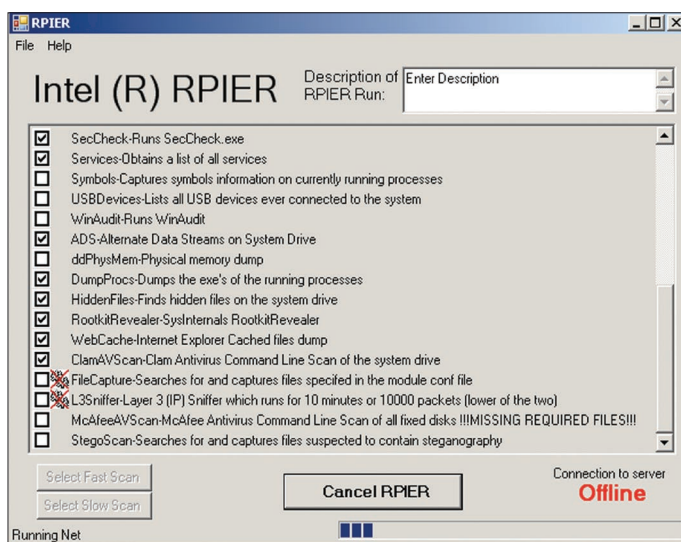 RPIER
File Help
Intel (R) RPIER
Description of
RPIER Run:
Enter Description
SecCheck-Runs SecCheck.exe
Services-Obtains a list of all services
Symbols-Captures symbols information on currently running processes
USBDevices-Lists all USB devices ever connected to the system
WinAudit-Runs WinAudit
ADS-Alternate Data Streams on System Drive
ddPhysMem-Physical memory dump
DumpProcs-Dumps the exe's of the running processes
HiddenFiles-Finds hidden files on the system drive
RootkitRevealer-SysInternals RootkitRevealer
WebCache-Internet Explorer Cached files dump
ClamAVScan-Clam Antivirus Command Line Scan of the system drive
FileCapture-Searches for and captures files specifed in the module conf file
L3Sniffer-Layer 3 (IP) Sniffer which runs for 10 minutes or 10000 packets (lower of the two)
McAfeeAVScan-McAfee Antivirus Command Line Scan of all fixed disks !!!MISSING REQUIRED FILES!!!
StegoScan-Searches for and captures files suspected to contain steganography
Select Fast Scan
Select Slow Scan
Cancel RPIER
Connection to server
Offline
Running Net